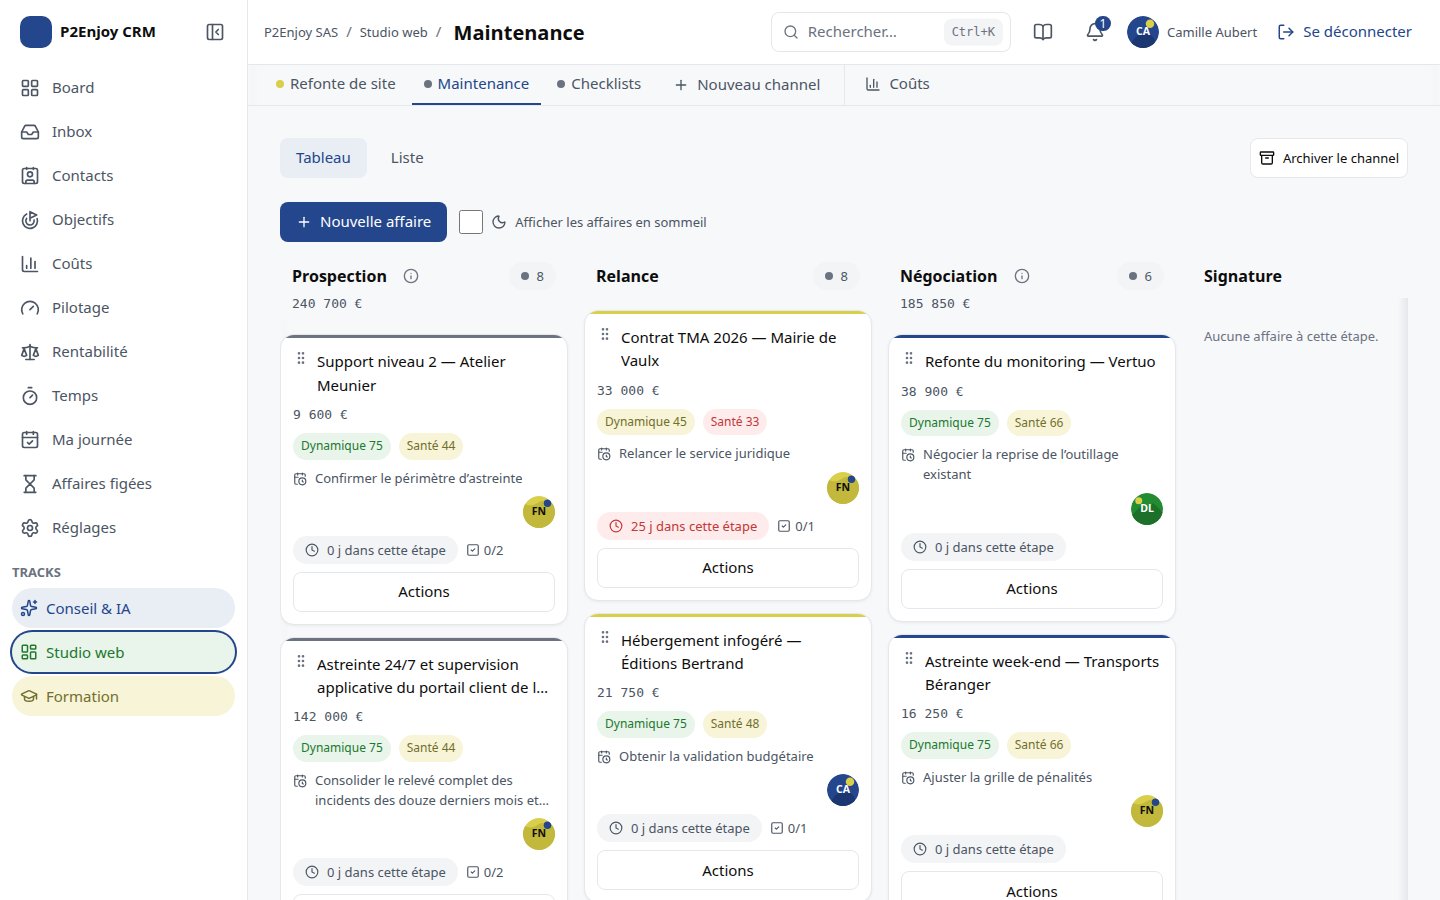 P2Enjoy CRM
Board
Inbox
Contacts
Objectifs
Coûts
Pilotage
Rentabilité
Temps
Ma journée
Affaires figées
Réglages
TRACKS
Conseil & IA
Studio web
Formation
P2Enjoy SAS / Studio web / Maintenance
Rechercher... Ctrl+K
1
CA Camille Aubert
Se déconnecter
Refonte de site
Maintenance
Checklists
Nouveau channel
Coûts
Tableau
Liste
Archiver le channel
Nouvelle affaire
Afficher les affaires en sommeil
Prospection 8
240 700 €
Support niveau 2 — Atelier
Meunier
9 600 €
Dynamique 75 Santé 44
Confirmer le périmètre d’astreinte
FN
0 j dans cette étape 0/2
Actions
Astreinte 24/7 et supervision
applicative du portail client de l...
142 000 €
Dynamique 75 Santé 44
Consolider le relevé complet des
incidents des douze derniers mois et...
FN
0 j dans cette étape 0/2
Relance 8
Contrat TMA 2026 — Mairie de
Vaulx
33 000 €
Dynamique 45 Santé 33
Relancer le service juridique
FN
25 j dans cette étape 0/1
Actions
Hébergement infogéré —
Éditions Bertrand
21 750 €
Dynamique 75 Santé 48
Obtenir la validation budgétaire
CA
0 j dans cette étape 0/1
Actions
Négociation 6
185 850 €
Refonte du monitoring — Vertuo
38 900 €
Dynamique 75 Santé 66
Négocier la reprise de l’outillage
existant
DL
0 j dans cette étape
Actions
Astreinte week-end — Transports
Béranger
16 250 €
Dynamique 75 Santé 66
Ajuster la grille de pénalités
FN
0 j dans cette étape
Actions
Signature
Aucune affaire à cette étape.